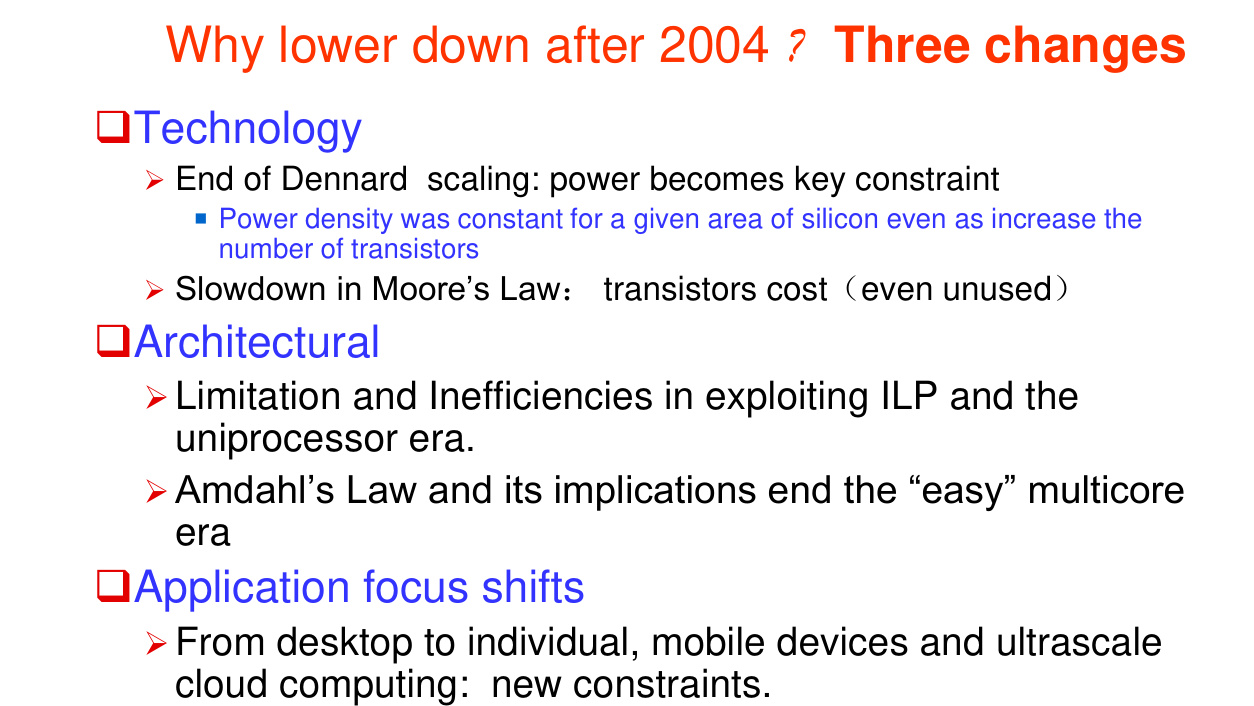 Why lower down after 2004？ Three changes
❑Technology
➢ End of Dennard scaling: power becomes key constraint
▪ Power density was constant for a given area of silicon even as increase the
number of transistors
➢ Slowdown in Moore’s Law： transistors cost（even unused）
❑Architectural
➢ Limitation and Inefficiencies in exploiting ILP and the
uniprocessor era.
➢ Amdahl’s Law and its implications end the “easy” multicore
era
❑Application focus shifts
➢ From desktop to individual, mobile devices and ultrascale
cloud computing: new constraints.